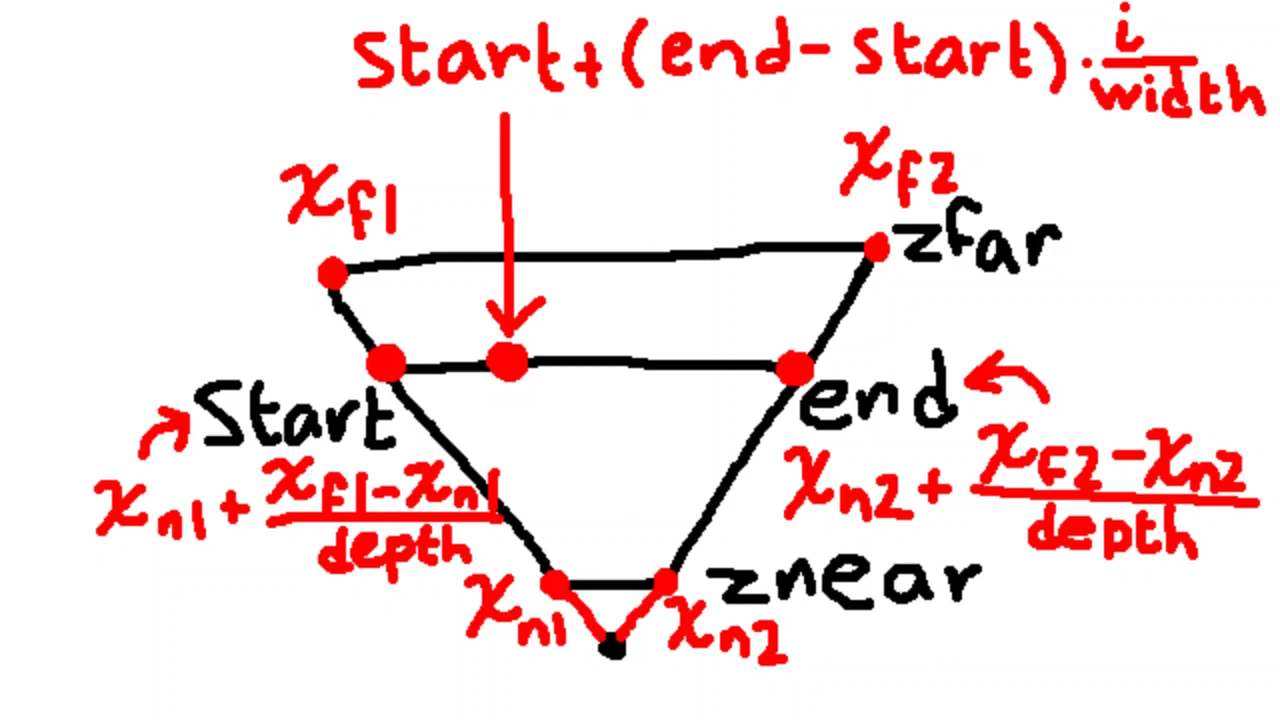 Start+(end-start)·i/width
xf1
xf2
zfar
Start
end
xn1+(xf1-xn1)/depth
xn2+(xf2-xn2)/depth
znear
xn1
xn2